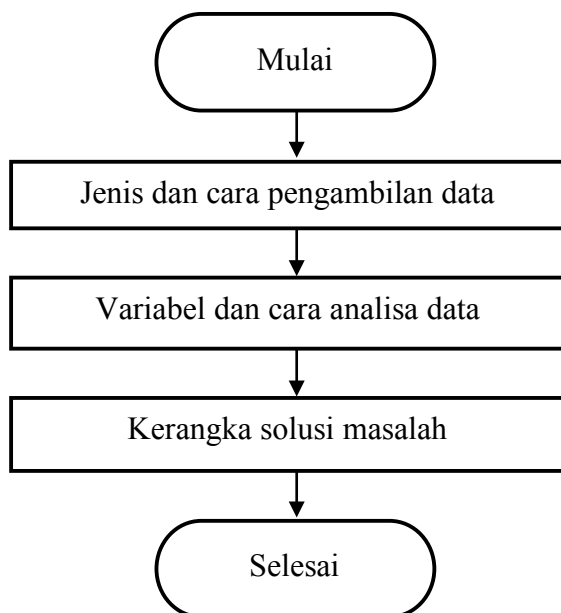 Mulai
Jenis dan cara pengambilan data
Variabel dan cara analisa data
Kerangka solusi masalah
Selesai